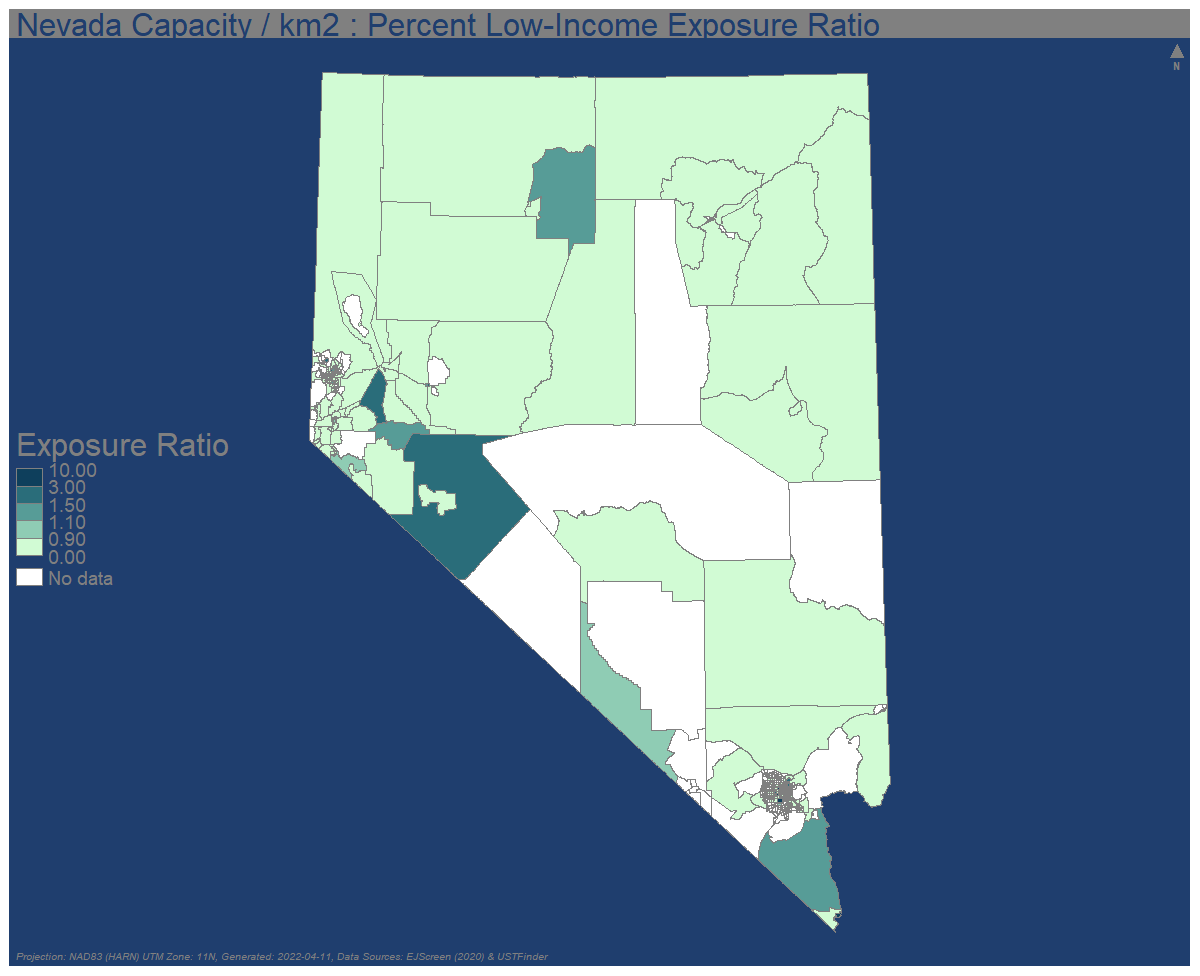 Nevada Capacity / km2 : Percent Low-Income Exposure Ratio
N
Exposure Ratio
10.00
3.00
1.50
1.10
0.90
0.00
No data
Projection: NAD83 (HARN) UTM Zone: 11N, Generated: 2022-04-11, Data Sources: EJScreen (2020) & USTFinder